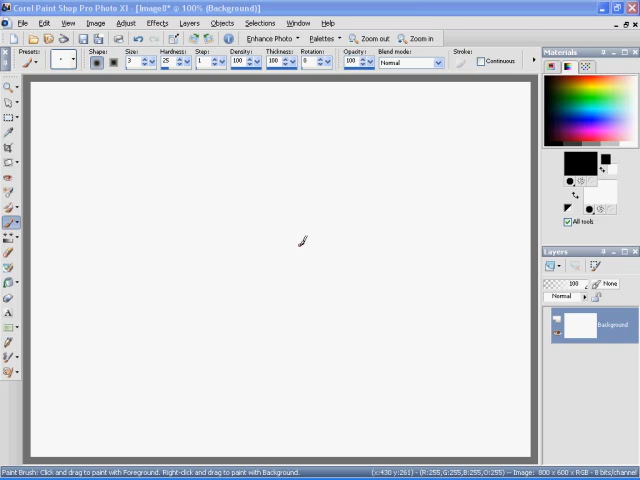 Corel Paint Shop Pro Photo XI - [Image8* @ 100% (Background)]
File Edit View Image Adjust Effects Layers Objects Selections Window Help
Enhance Photo Palettes Zoom out Zoom in
Presets: Shape: Size: Hardness: Step: Density: Thickness: Rotation: Opacity: Blend mode: Stroke:
3 25 1 100 100 0 100 Normal Continuous
Materials
All tools
Layers
100 None
Normal
Background
Paint Brush: Click and drag to paint with Foreground. Right-click and drag to paint with Background.
(x:430 y:261) - (R:255,G:255,B:255,O:255) -- Image: 800 x 600 x RGB - 8 bits/channel